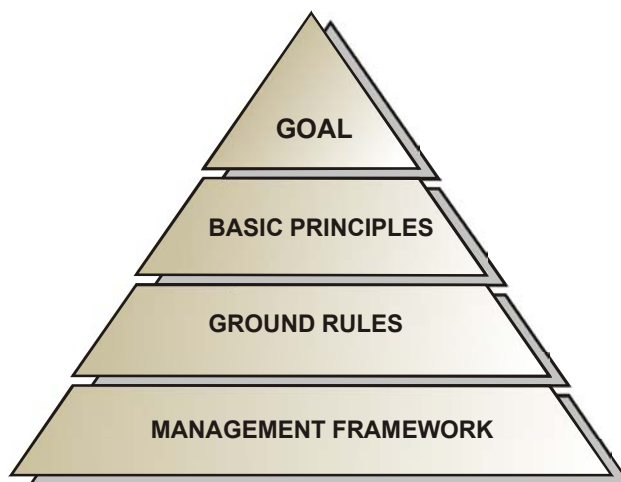 GOAL
BASIC PRINCIPLES
GROUND RULES
MANAGEMENT FRAMEWORK